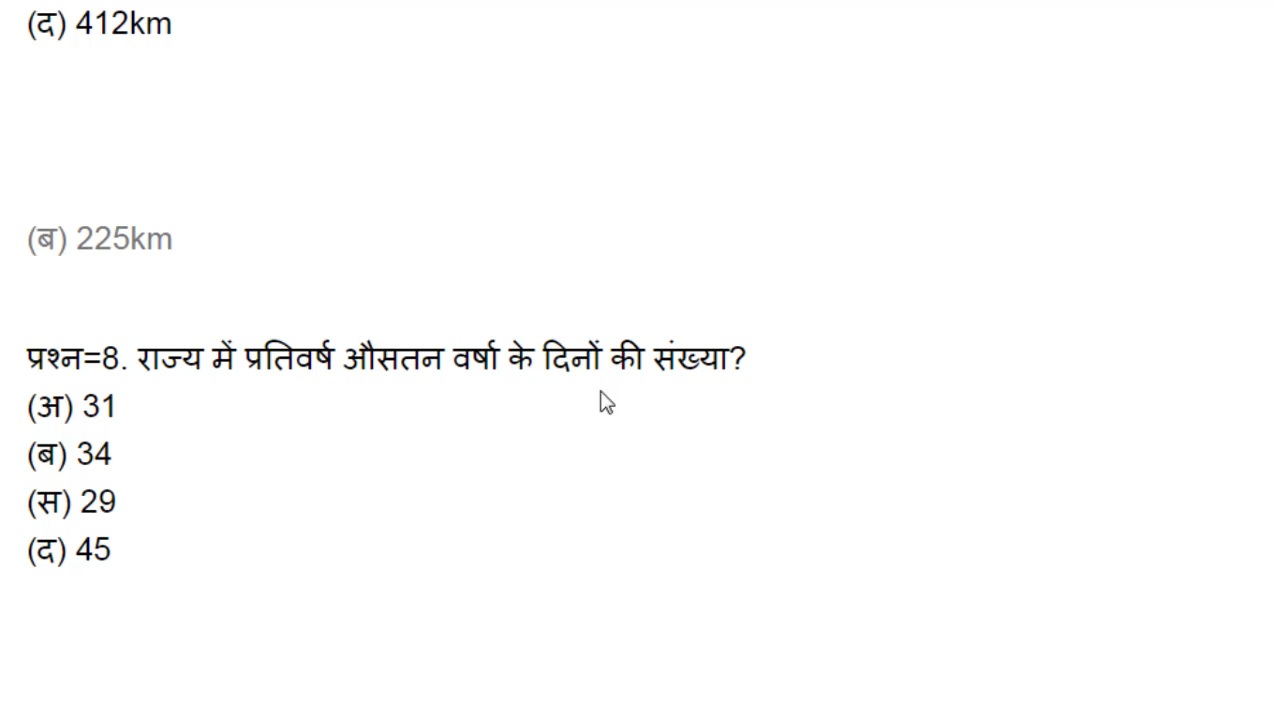 (द) 412km
(ब) 225km
प्रश्न=8. राज्य में प्रतिवर्ष औसतन वर्षा के दिनों की संख्या?
(अ) 31
(ब) 34
(स) 29
(द) 45